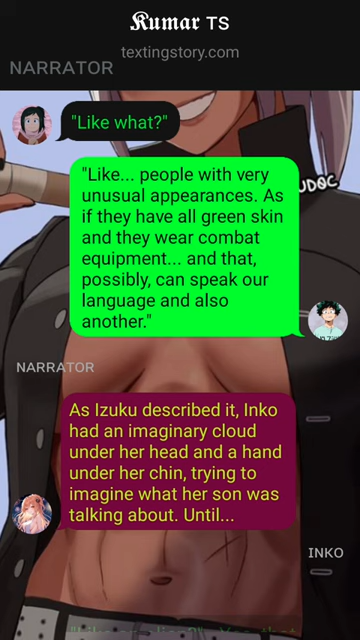 Kumar TS
textingstory.com
NARRATOR
"Like what?"
"Like... people with very
unusual appearances. As
if they have all green skin
and they wear combat
equipment... and that,
possibly, can speak our
language and also
another."
NARRATOR
As Izuku described it, Inko
had an imaginary cloud
under her head and a hand
under her chin, trying to
imagine what her son was
talking about. Until...
INKO